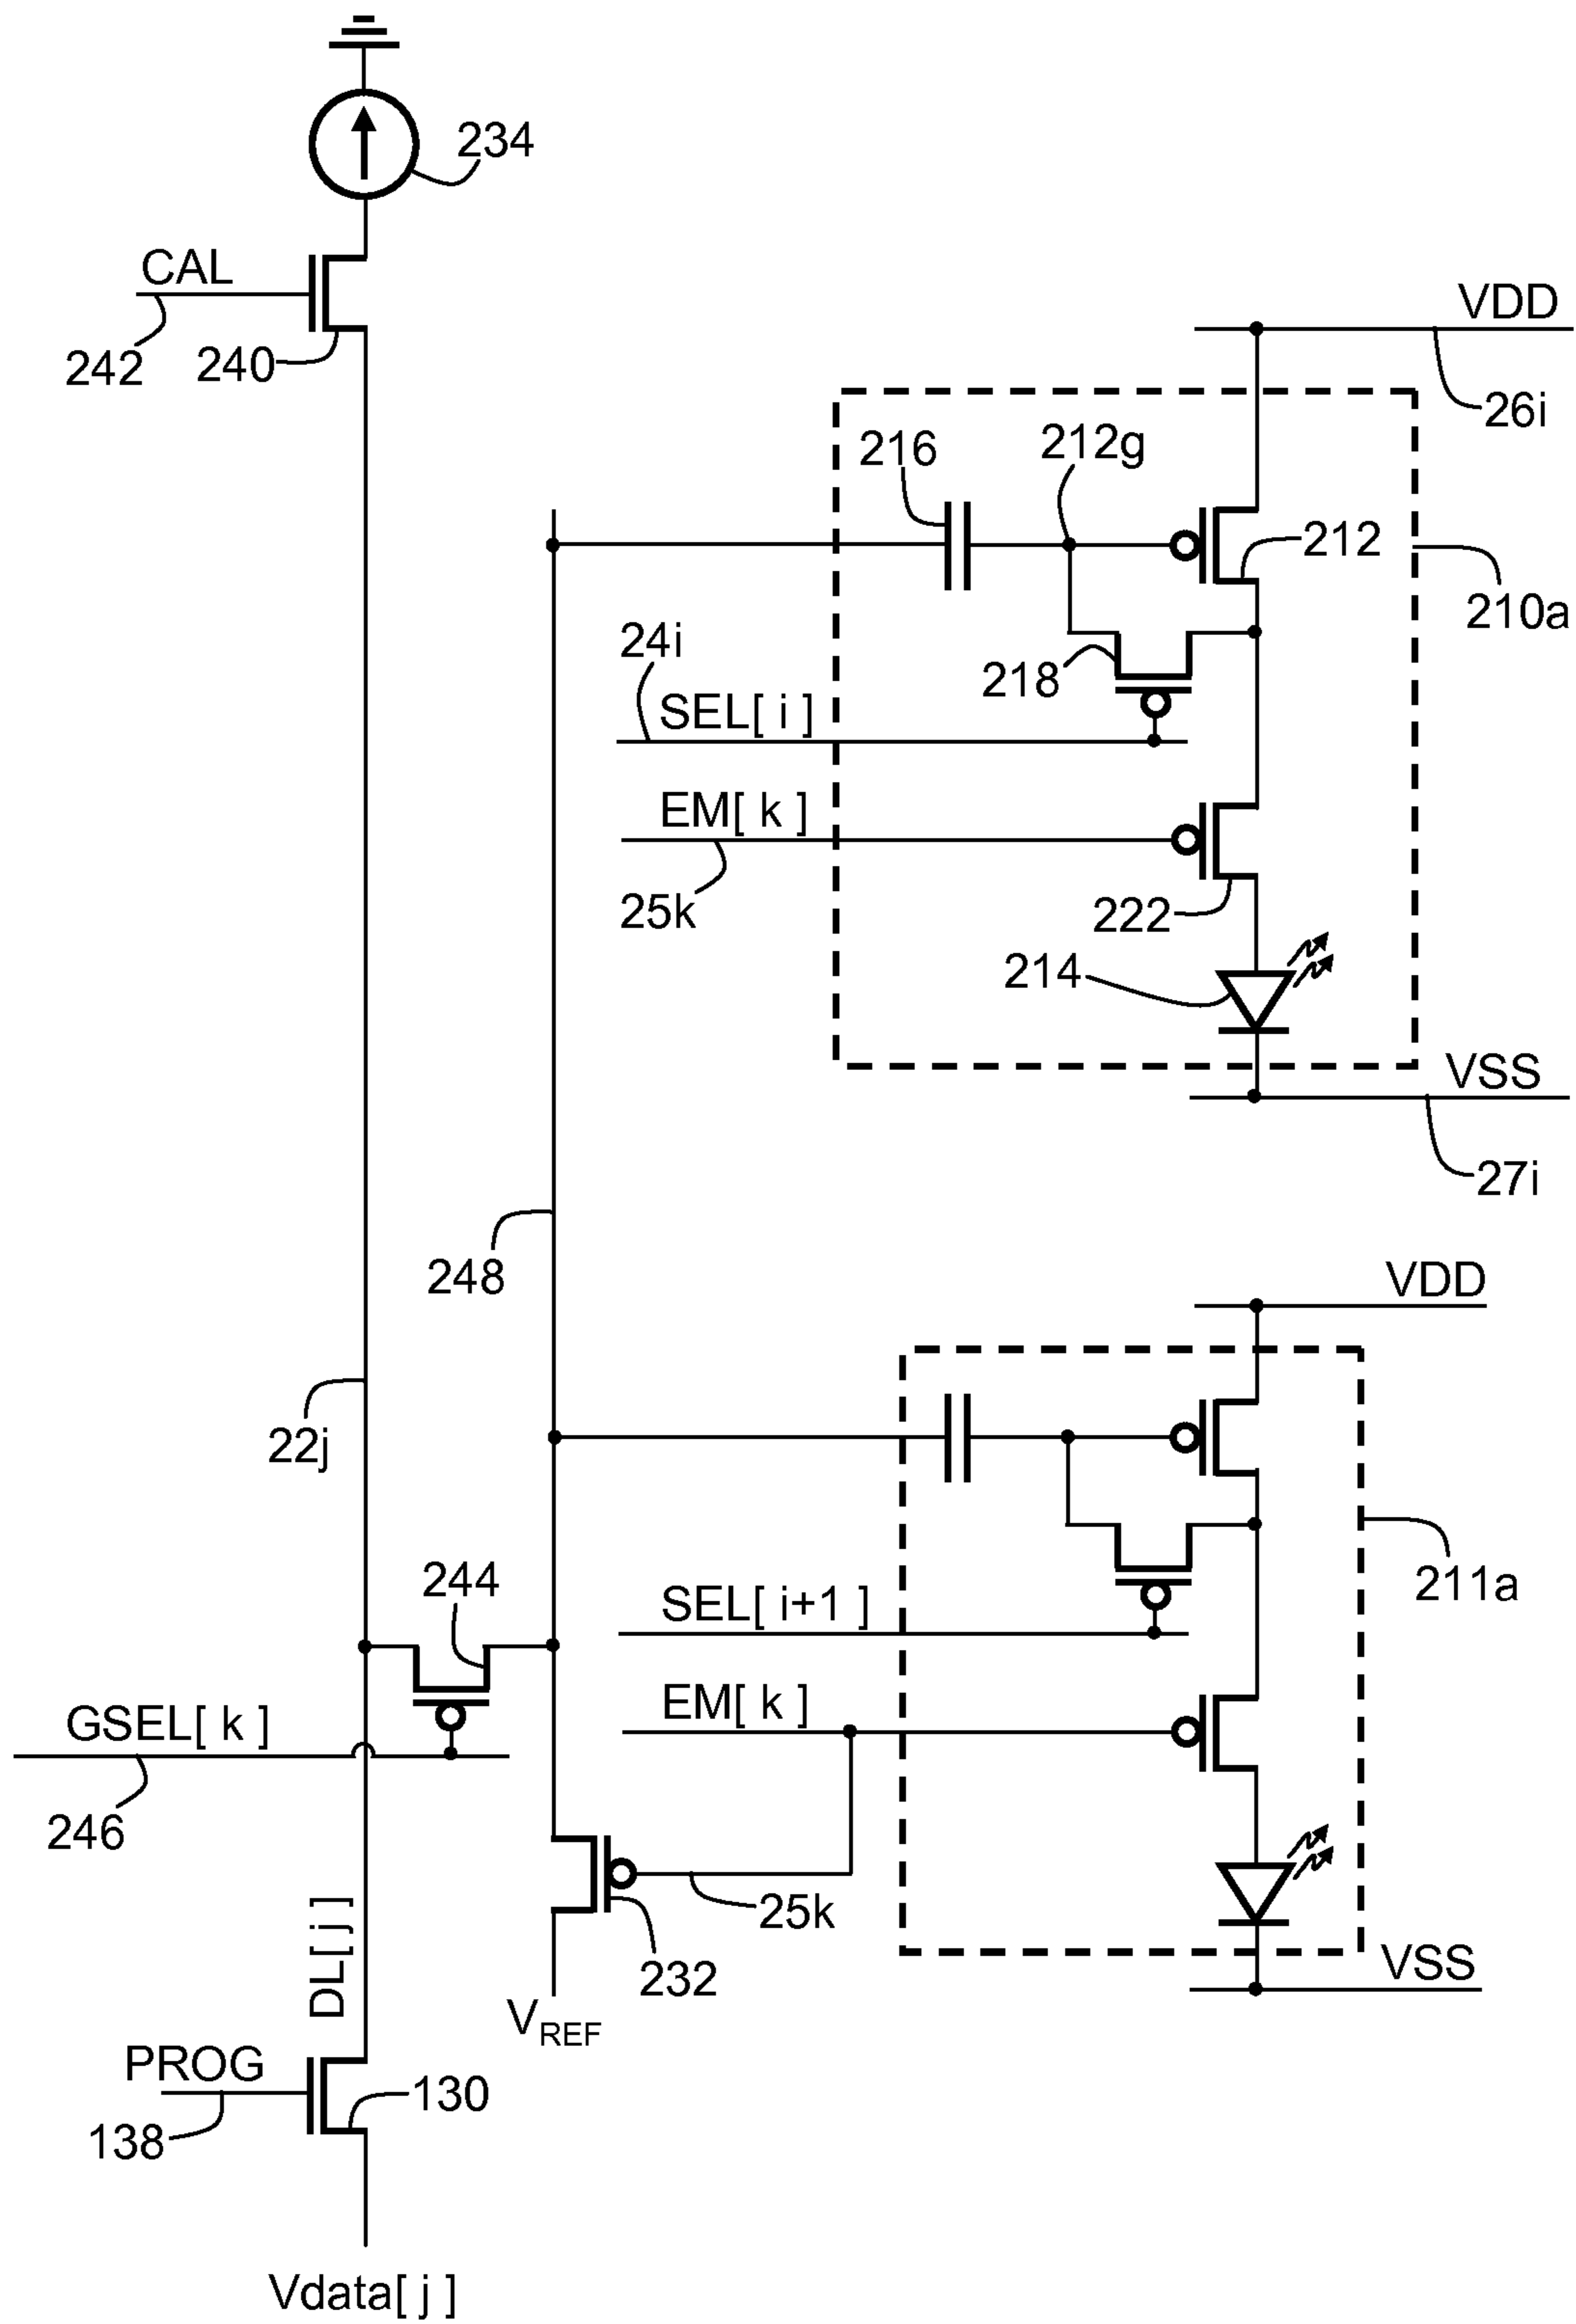 234
CAL
242
240
VDD
26i
216
212g
212
210a
24i
218
SEL[ i ]
EM[ k ]
25k
222
214
VSS
27i
248
VDD
22j
244
211a
SEL[ i+1 ]
GSEL[ k ]
EM[ k ]
246
25k
DL[ j ]
232
VSS
VREF
PROG
130
138
Vdata[ j ]